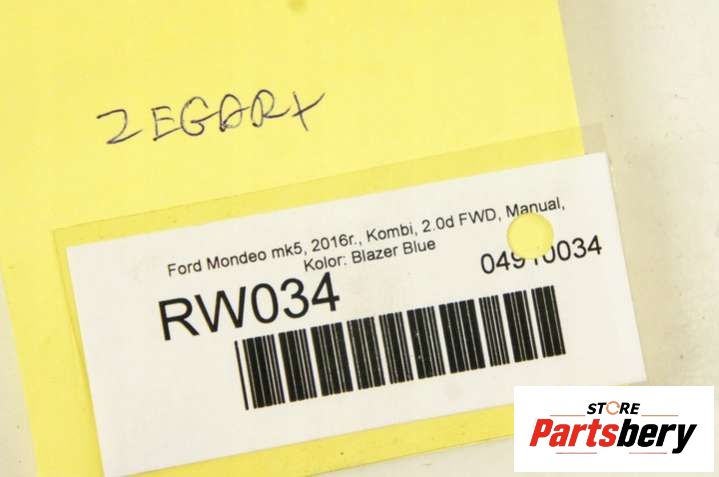 ZEGARY
Ford Mondeo mk5, 2016r., Kombi, 2.0d FWD, Manual,
Kolor: Blazer Blue
RW034
04910034
STORE
Partsbery